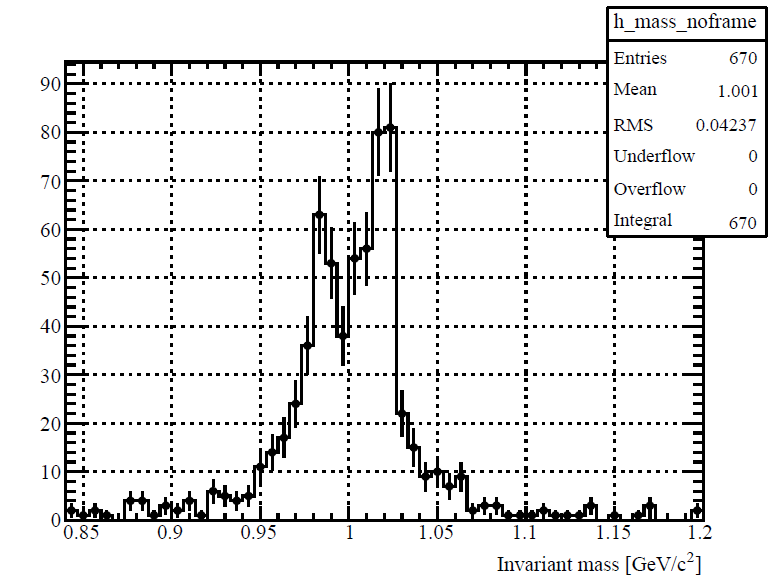 h_mass_noframe
Entries 670
Mean 1.001
RMS 0.04237
Underflow 0
Overflow 0
Integral 670
90
80
70
60
50
40
30
20
10
0
0.85 0.9 0.95 1 1.05 1.1 1.15 1.2
Invariant mass [GeV/c²]